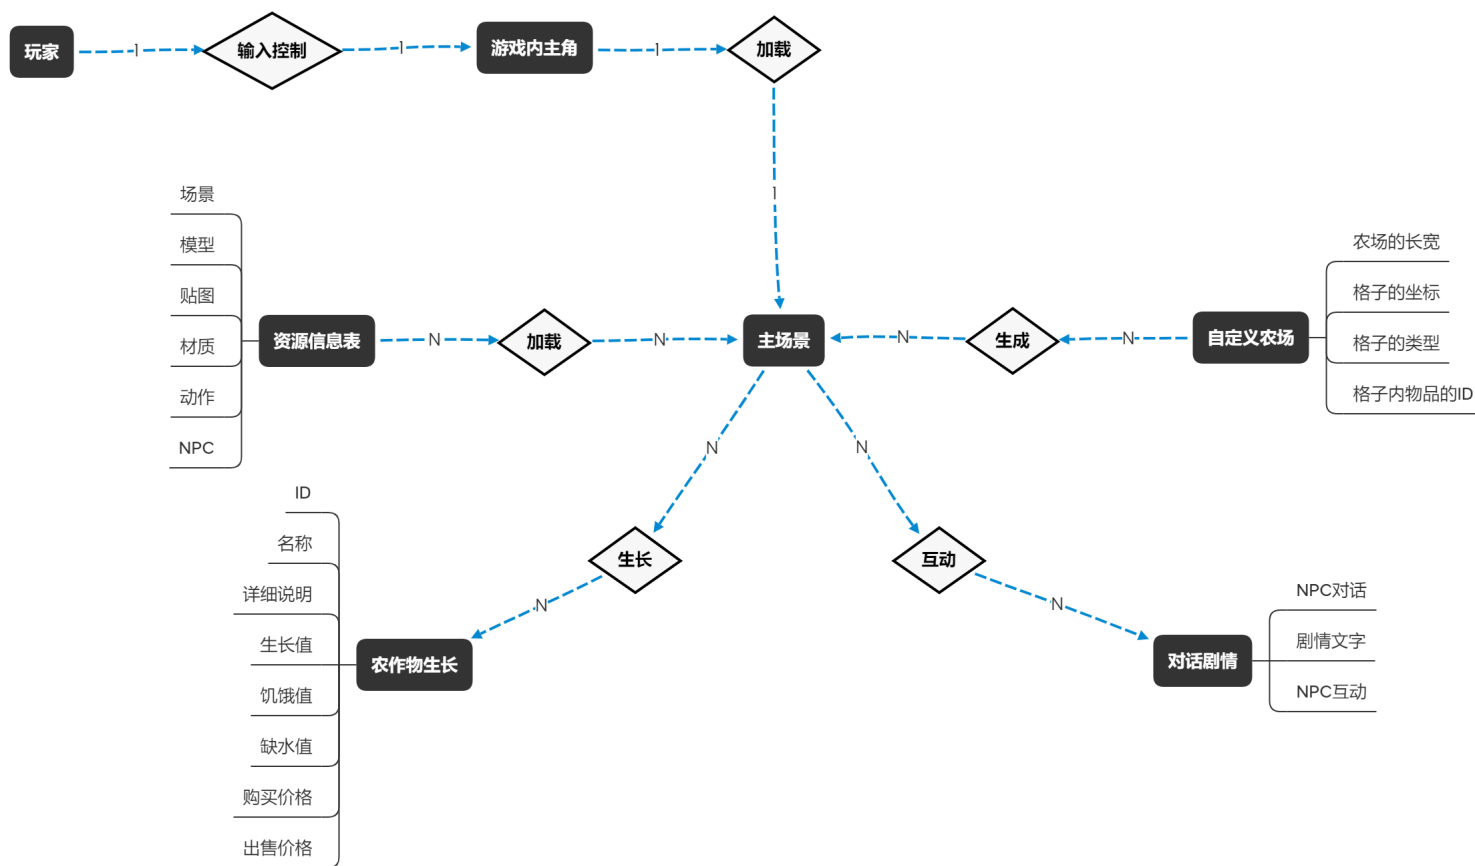 玩家
1
输入控制
1
游戏内主角
1
加载
1
场景
模型
贴图
材质
动作
NPC
资源信息表
N
加载
N
主场景
N
生成
N
自定义农场
农场的长宽
格子的坐标
格子的类型
格子内物品的ID
N
N
生长
互动
N
N
ID
名称
详细说明
生长值
饥饿值
缺水值
购买价格
出售价格
农作物生长
对话剧情
NPC对话
剧情文字
NPC互动